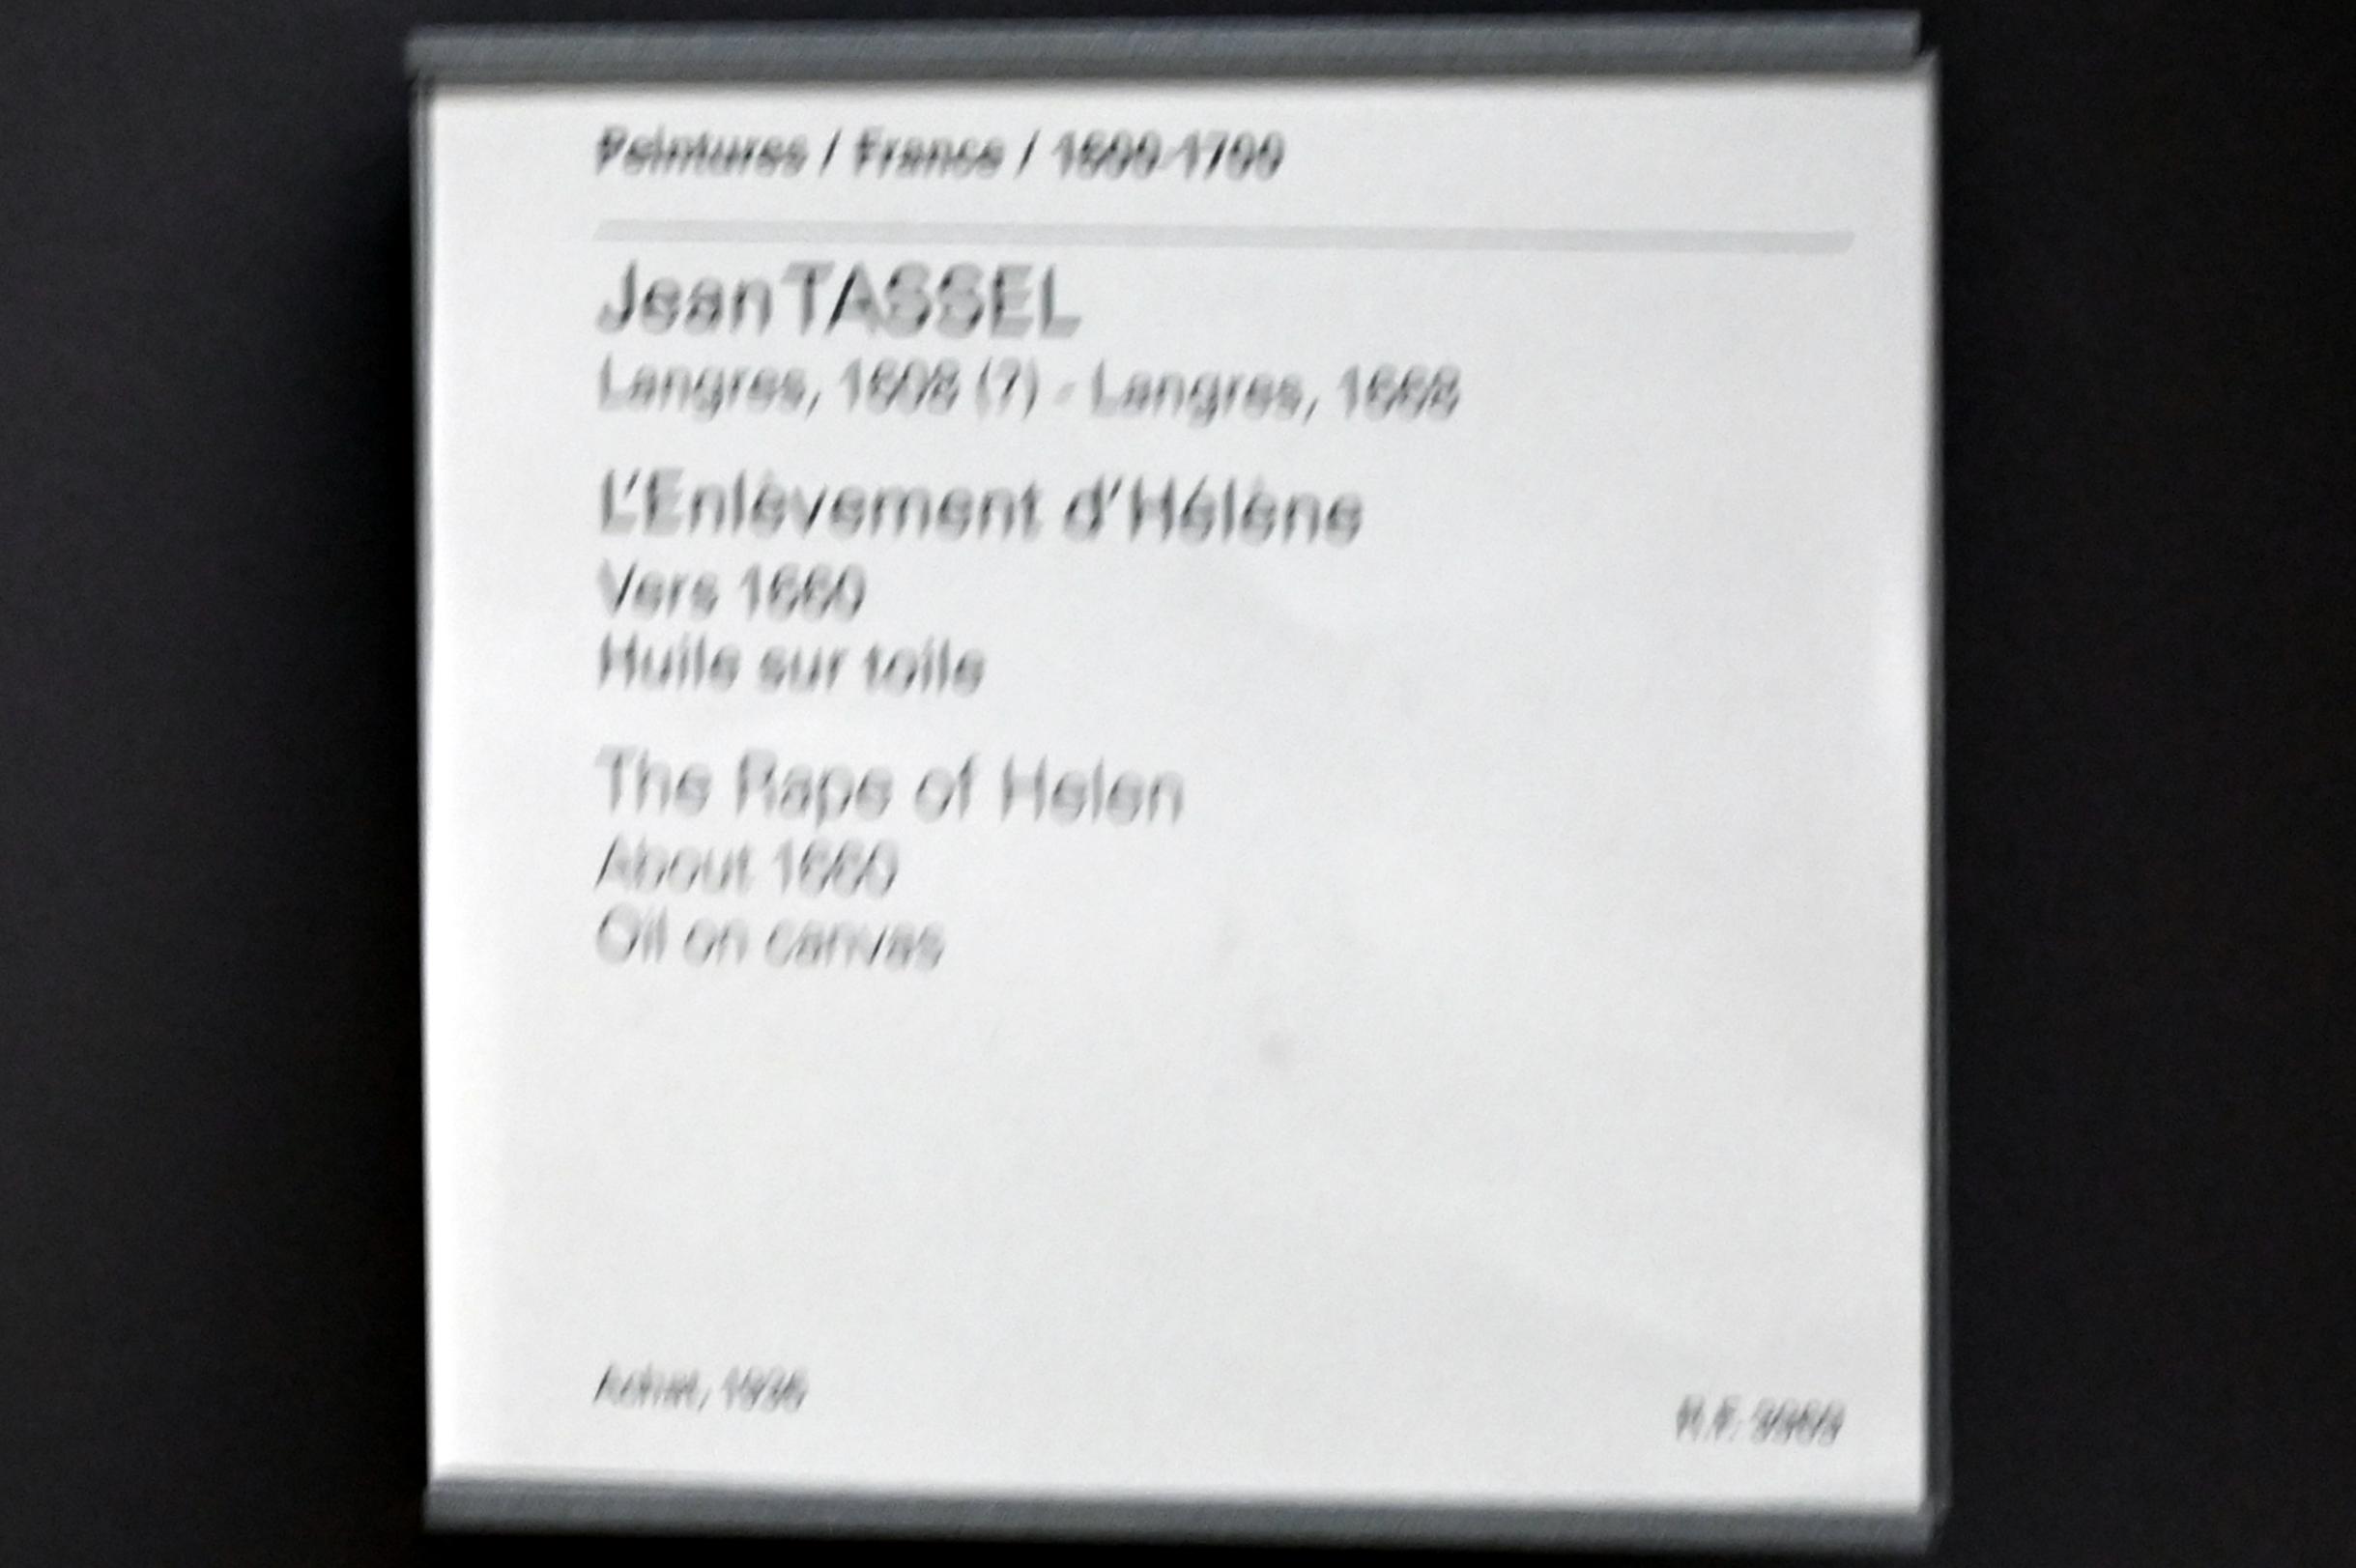 Peintures / France / 1600-1700
Jean TASSEL
Langres, 1608 (?) - Langres, 1668
L'Enlèvement d'Hélène
Vers 1660
Huile sur toile
The Rape of Helen
About 1660
Oil on canvas
Achat,
R.F.